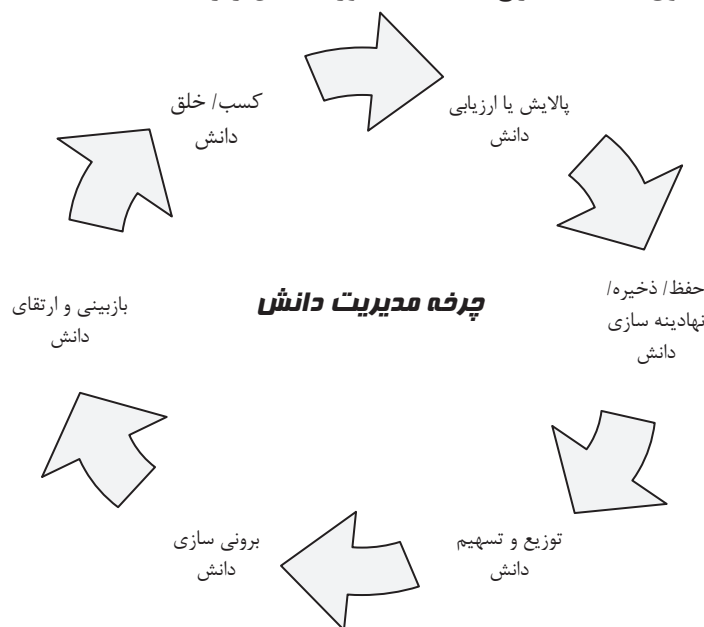 کسب/ خلق
دانش
پالایش یا ارزیابی
دانش
حفظ/ ذخیره/
نهادینه سازی
دانش
توزیع و تسهیم
دانش
برونی سازی
دانش
بازبینی و ارتقای
دانش
چرخه مدیریت دانش